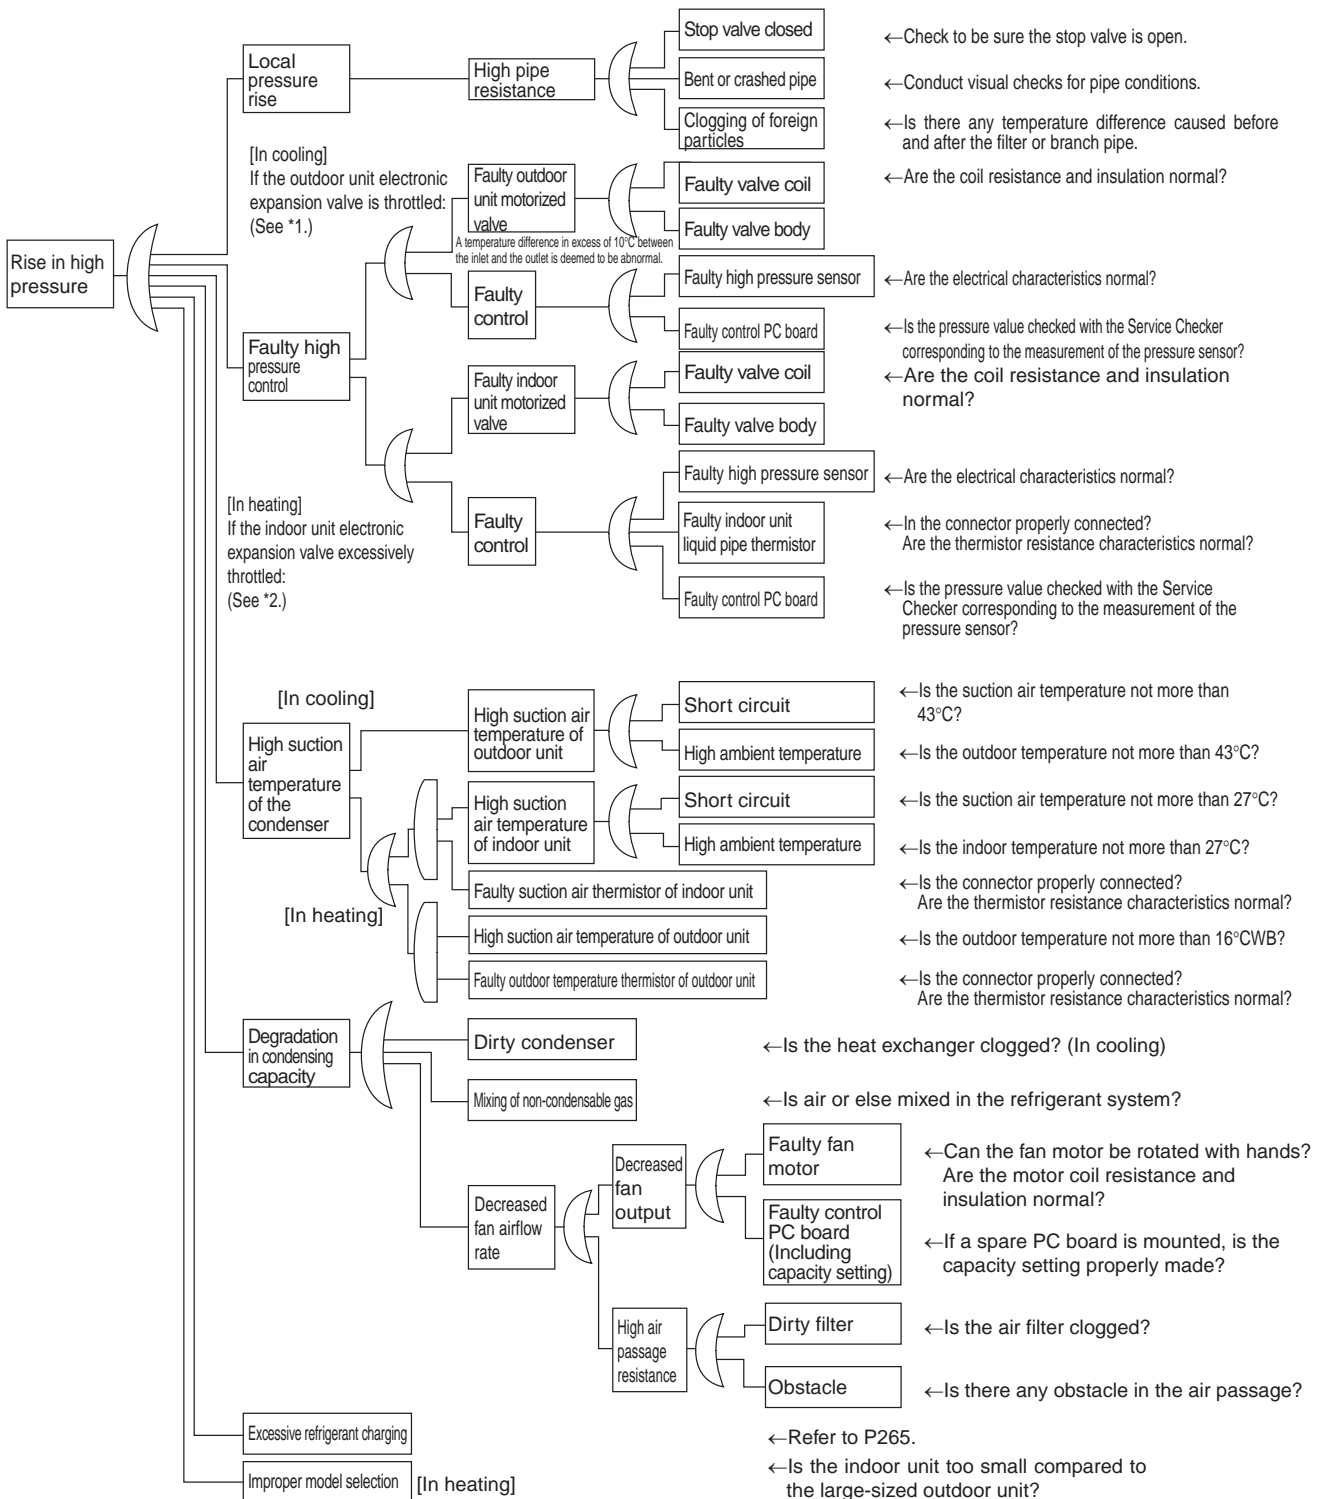 Rise in high
pressure
Local
pressure
rise
High pipe
resistance
Stop valve closed
←Check to be sure the stop valve is open.
Bent or crashed pipe
←Conduct visual checks for pipe conditions.
Clogging of foreign
particles
←Is there any temperature difference caused before
and after the filter or branch pipe.
[In cooling]
If the outdoor unit electronic
expansion valve is throttled:
(See *1.)
Faulty outdoor
unit motorized
valve
A temperature difference in excess of 10°C between
the inlet and the outlet is deemed to be abnormal.
Faulty valve coil
←Are the coil resistance and insulation normal?
Faulty valve body
Faulty high
pressure
control
Faulty
control
Faulty high pressure sensor
←Are the electrical characteristics normal?
Faulty control PC board
←Is the pressure value checked with the Service Checker
corresponding to the measurement of the pressure sensor?
Faulty indoor
unit motorized
valve
Faulty valve coil
←Are the coil resistance and insulation
normal?
Faulty valve body
[In heating]
If the indoor unit electronic
expansion valve excessively
throttled:
(See *2.)
Faulty
control
Faulty high pressure sensor
←Are the electrical characteristics normal?
Faulty indoor unit
liquid pipe thermistor
←In the connector properly connected?
Are the thermistor resistance characteristics normal?
Faulty control PC board
←Is the pressure value checked with the Service
Checker corresponding to the measurement of the
pressure sensor?
[In cooling]
High suction
air
temperature
of the
condenser
High suction air
temperature of
outdoor unit
Short circuit
←Is the suction air temperature not more than
43°C?
High ambient temperature
←Is the outdoor temperature not more than 43°C?
[In heating]
High suction
air temperature
of indoor unit
Short circuit
←Is the suction air temperature not more than 27°C?
High ambient temperature
←Is the indoor temperature not more than 27°C?
Faulty suction air thermistor of indoor unit
←Is the connector properly connected?
Are the thermistor resistance characteristics normal?
High suction air temperature of outdoor unit
←Is the outdoor temperature not more than 16°CWB?
Faulty outdoor temperature thermistor of outdoor unit
←Is the connector properly connected?
Are the thermistor resistance characteristics normal?
Degradation
in condensing
capacity
Dirty condenser
←Is the heat exchanger clogged? (In cooling)
Mixing of non-condensable gas
←Is air or else mixed in the refrigerant system?
Decreased
fan airflow
rate
Decreased
fan
output
Faulty fan
motor
←Can the fan motor be rotated with hands?
Are the motor coil resistance and
insulation normal?
Faulty control
PC board
(Including
capacity setting)
←If a spare PC board is mounted, is the
capacity setting properly made?
High air
passage
resistance
Dirty filter
←Is the air filter clogged?
Obstacle
←Is there any obstacle in the air passage?
Excessive refrigerant charging
←Refer to P265.
Improper model selection
[In heating]
←Is the indoor unit too small compared to
the large-sized outdoor unit?